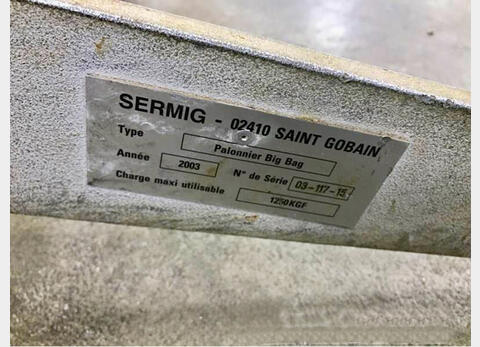 SERMIG - 02410 SAINT GOBAIN
Type Palonnier Big Bag
Année 2003 N° de Série 03-117-15
Charge maxi utilisable 1250KGF